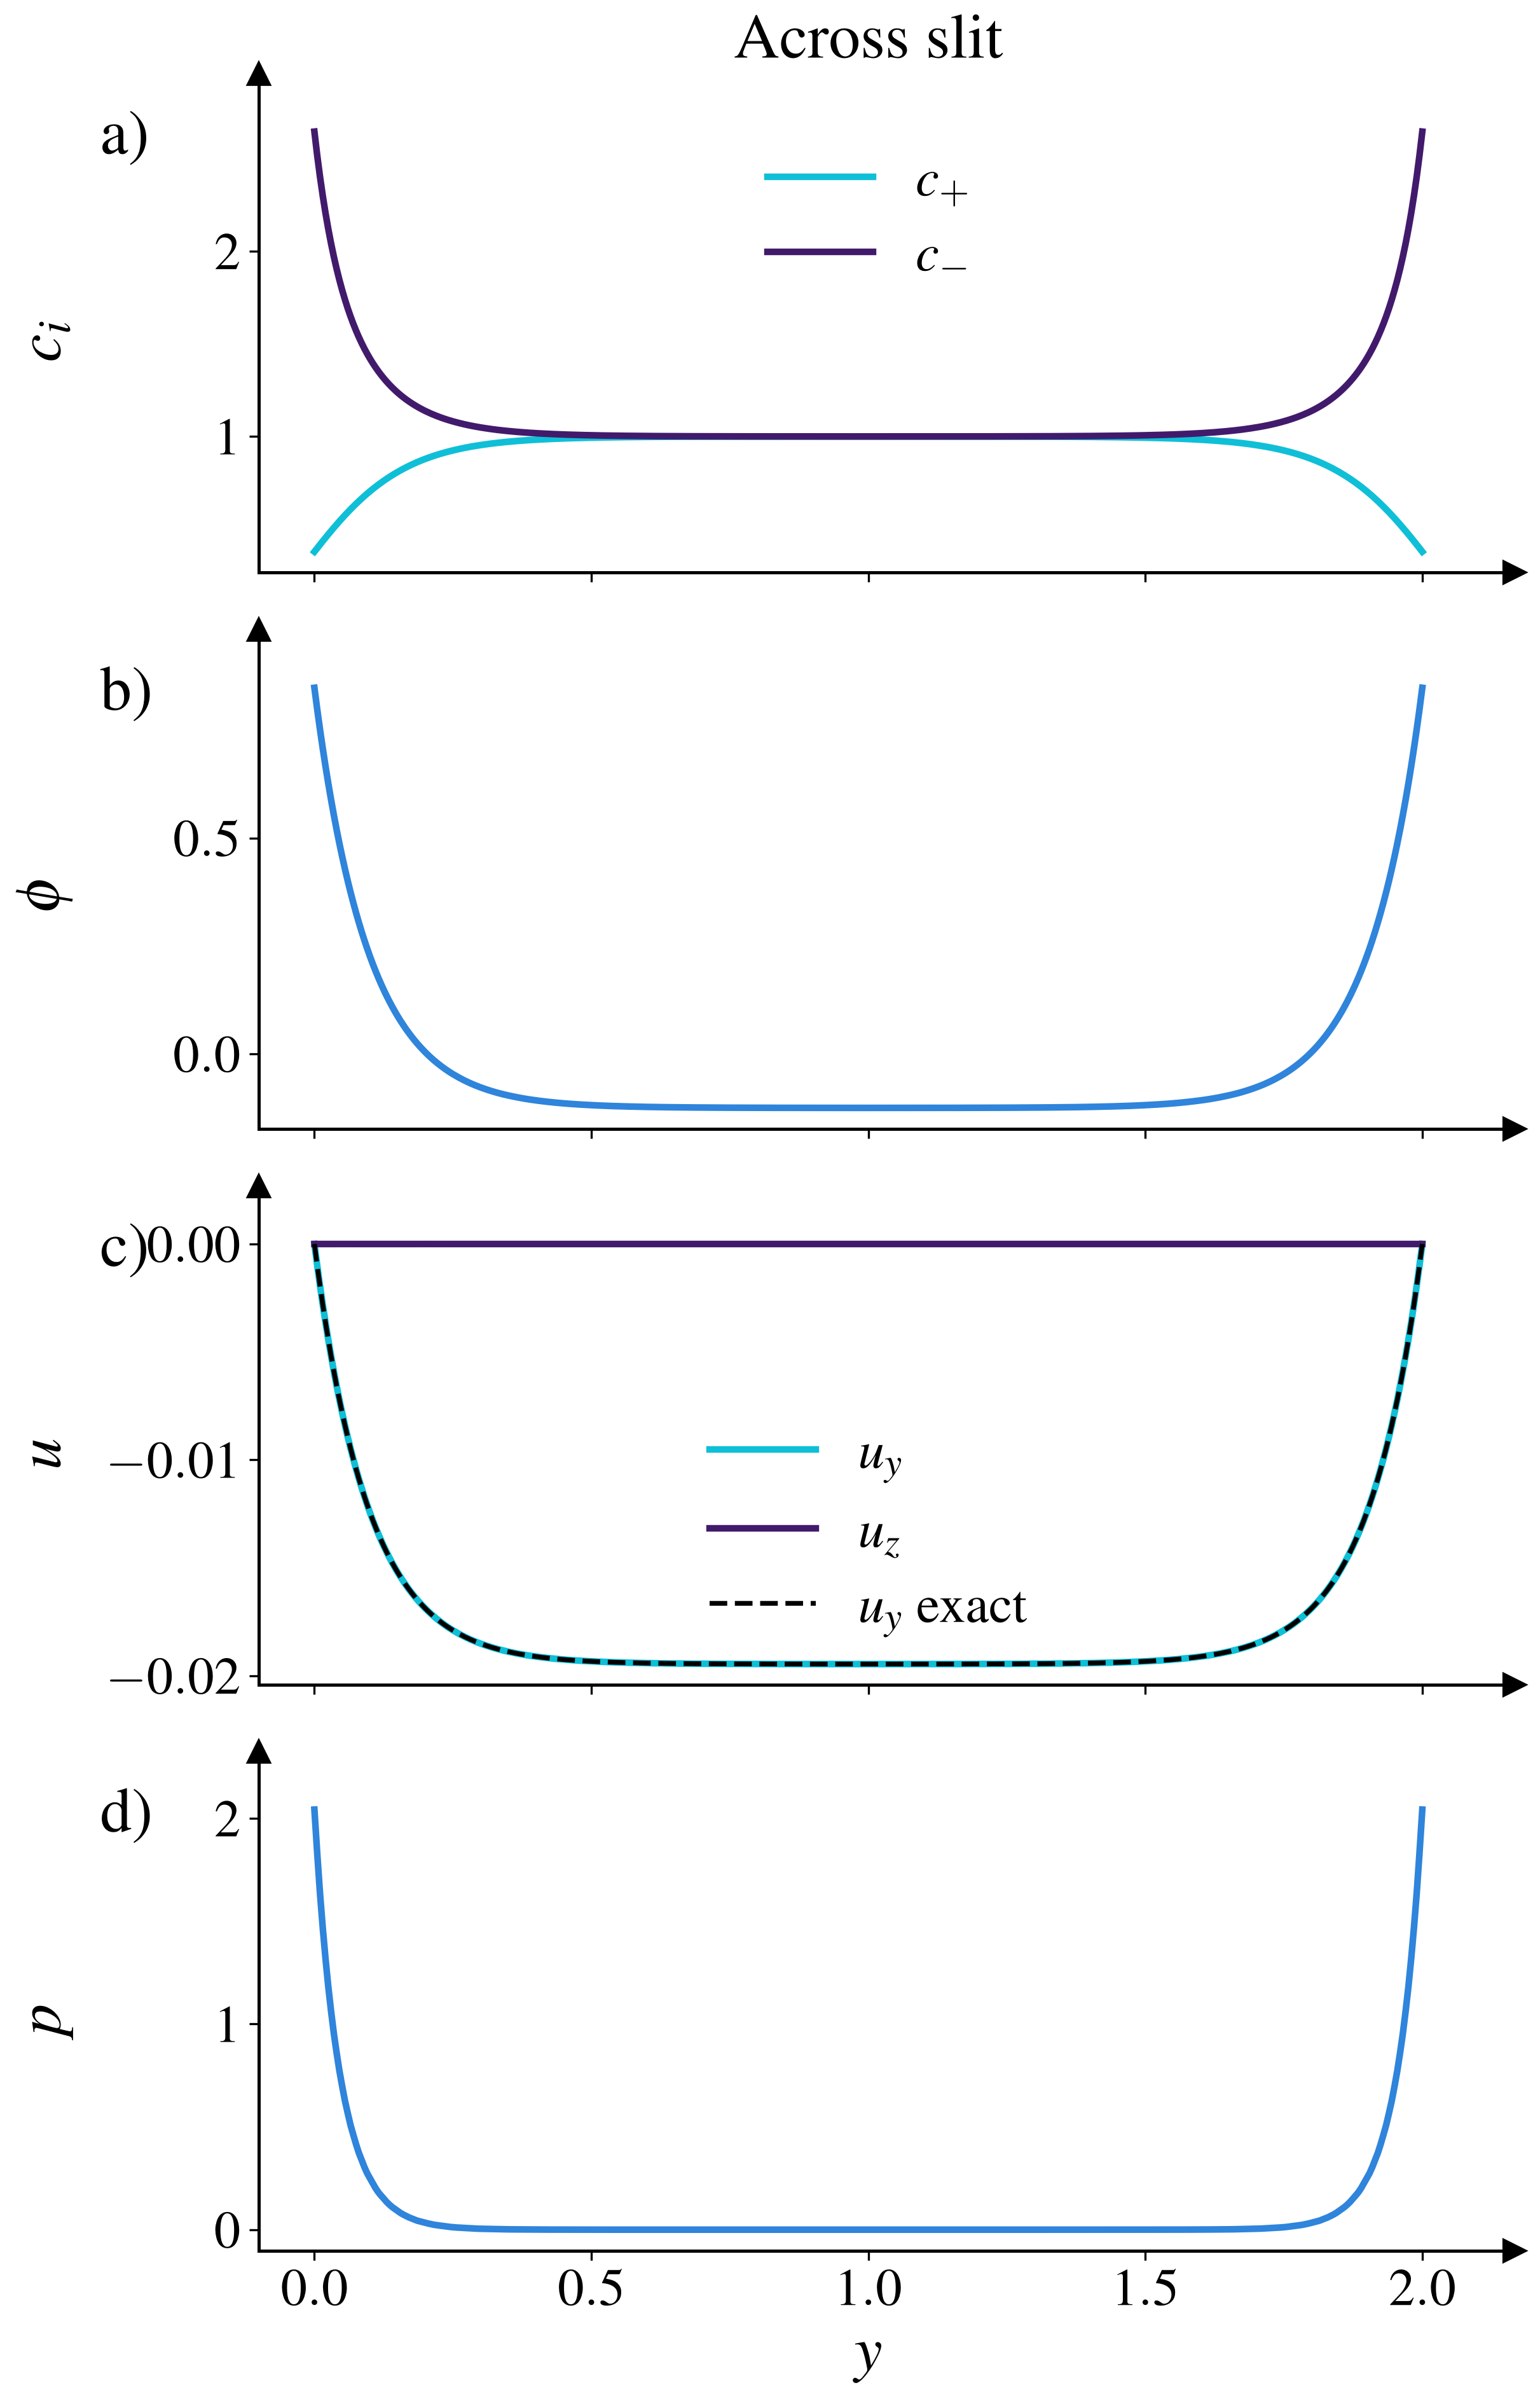 Across slit
a)
2
1
c_i
c_+
c_−
b)
0.5
0.0
ϕ
c)
0.00
−0.01
−0.02
u
u_y
u_z
u_y exact
d)
2
1
0
p
0.0 0.5 1.0 1.5 2.0
y